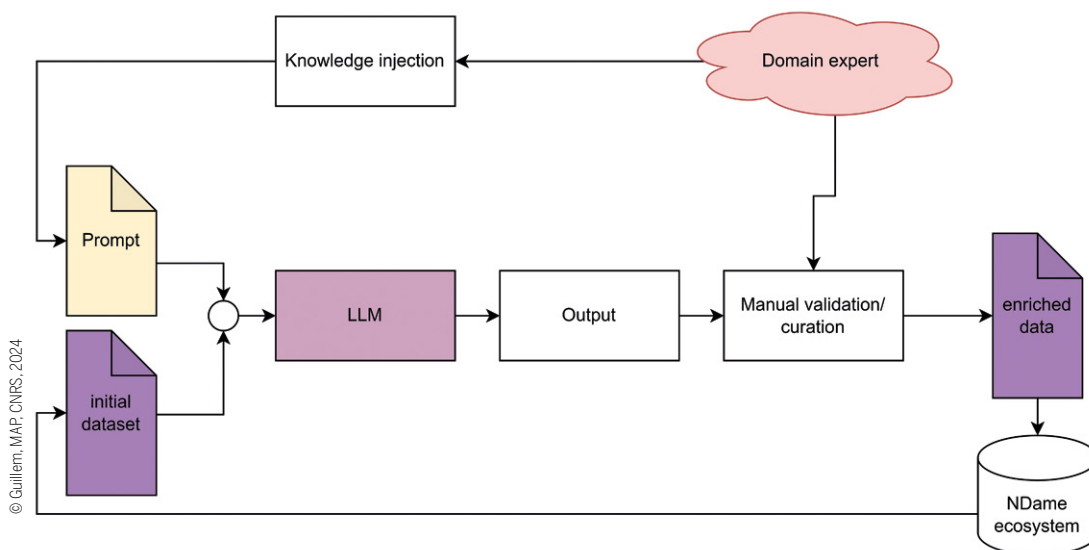 Knowledge injection
Domain expert
Prompt
LLM
Output
Manual validation/
curation
enriched
data
initial
dataset
NDame
ecosystem
© Guillem, MAP, CNRS, 2024